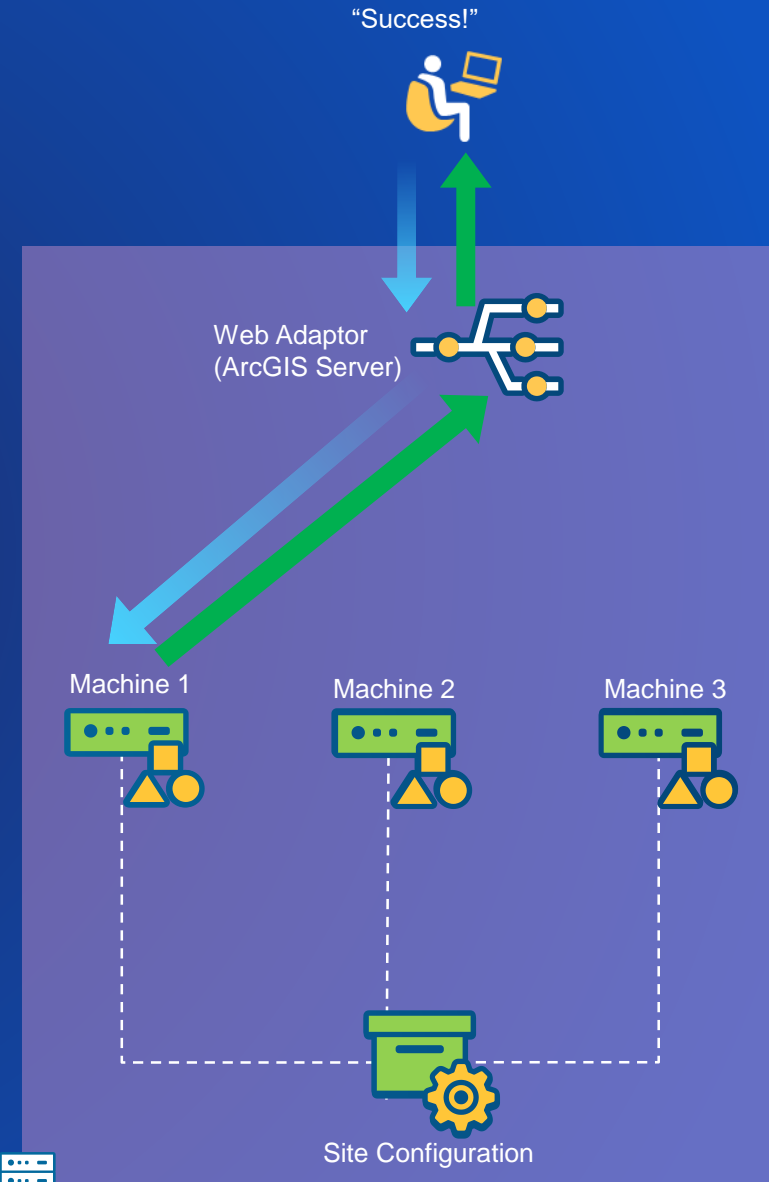 “Success!”
Web Adaptor
(ArcGIS Server)
Machine 1
Machine 2
Machine 3
Site Configuration